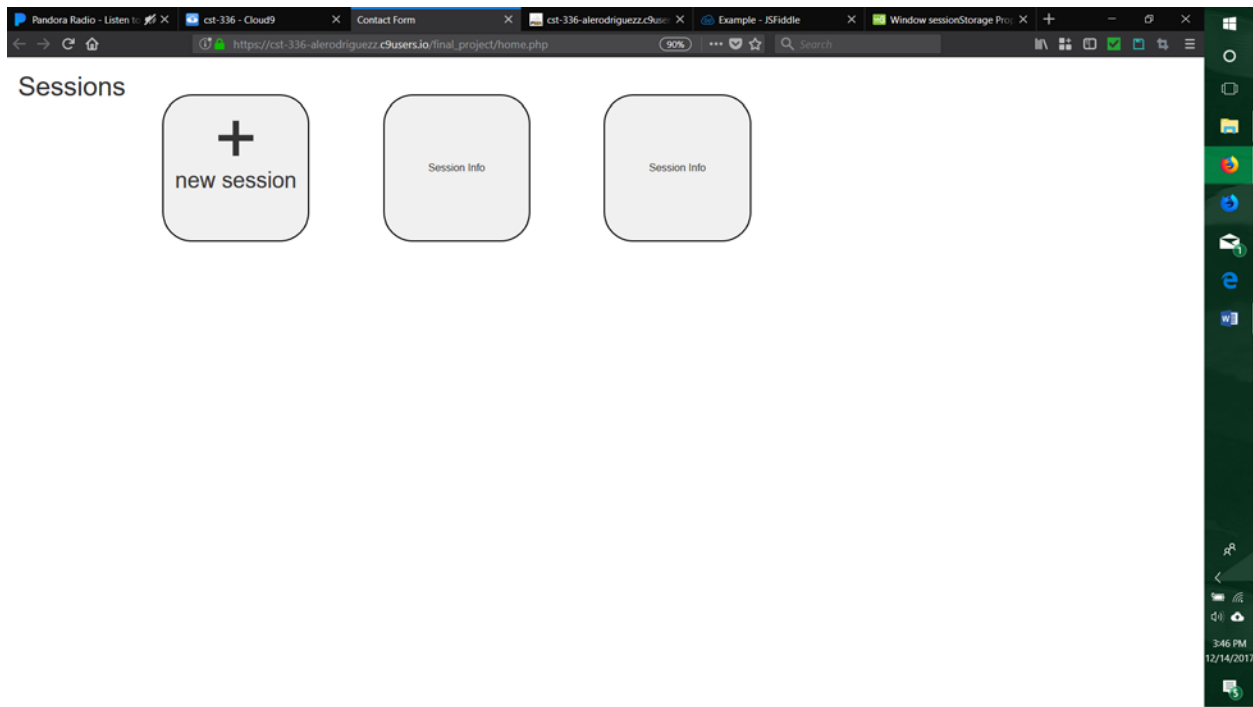 Pandora Radio - Listen to
cst-336 - Cloud9
Contact Form
cst-336-alerodriguezz.c9user
Example - JSFiddle
Window sessionStorage Prop
https://cst-336-alerodriguezz.c9users.io/final_project/home.php
90%
Search
Sessions
+
new session
Session Info
Session Info
1
3:46 PM
12/14/2017
5